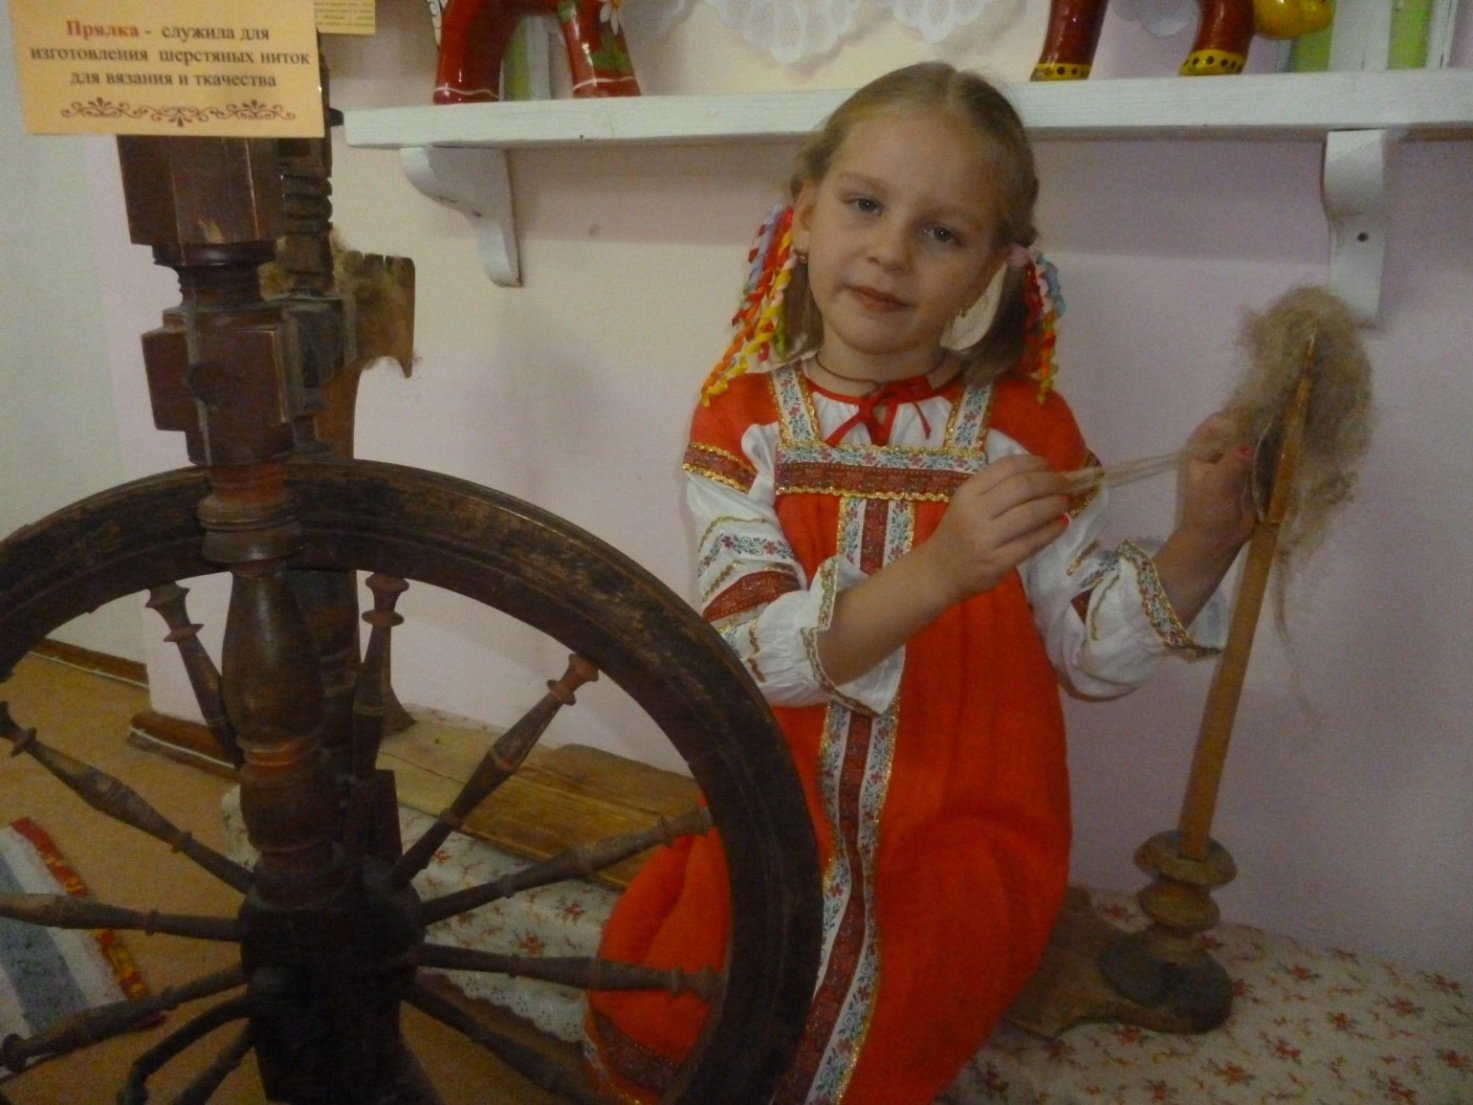 Прялка - служила для
изготовления шерстяных ниток
для вязания и ткачества